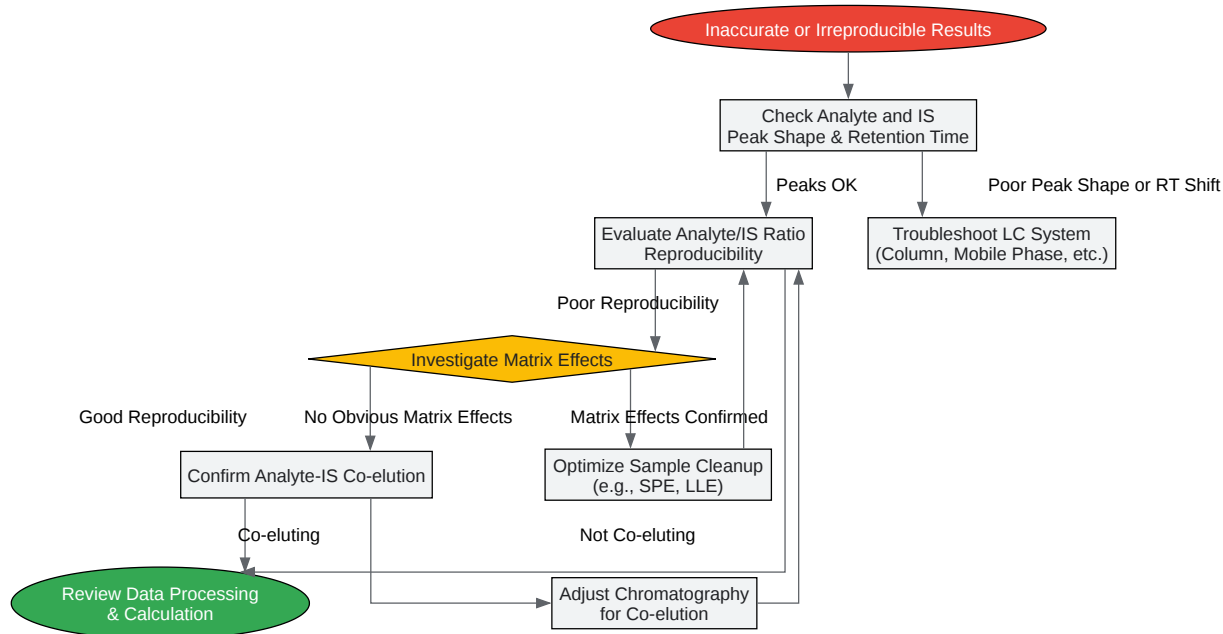 Inaccurate or Irreproducible Results
Check Analyte and IS
Peak Shape & Retention Time
Peaks OK
Poor Peak Shape or RT Shift
Evaluate Analyte/IS Ratio
Reproducibility
Troubleshoot LC System
(Column, Mobile Phase, etc.)
Poor Reproducibility
Investigate Matrix Effects
Good Reproducibility
No Obvious Matrix Effects
Matrix Effects Confirmed
Confirm Analyte-IS Co-elution
Optimize Sample Cleanup
(e.g., SPE, LLE)
Co-eluting
Not Co-eluting
Review Data Processing
& Calculation
Adjust Chromatography
for Co-elution